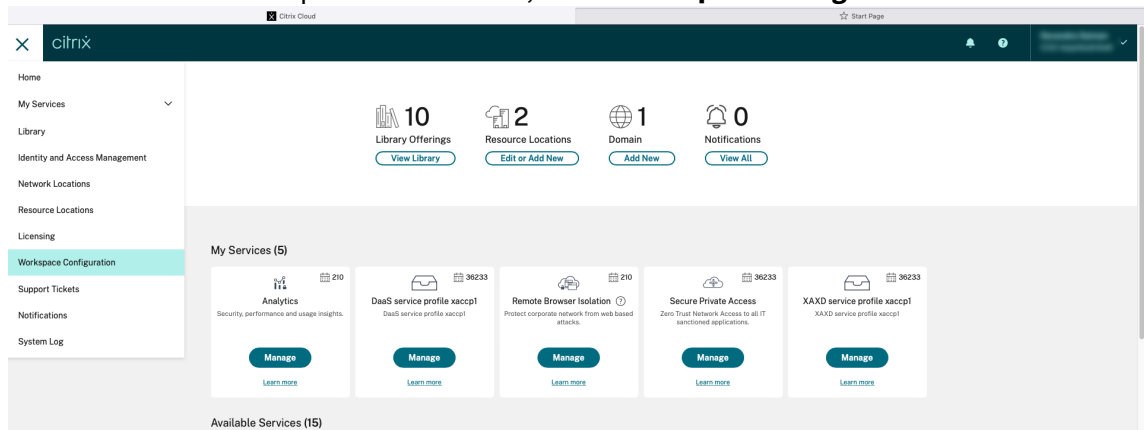 Citrix Cloud
Start Page
citrix
Home
My Services
Library
Identity and Access Management
Network Locations
Resource Locations
Licensing
Workspace Configuration
Support Tickets
Notifications
System Log
10
Library Offerings
View Library
2
Resource Locations
Edit or Add New
1
Domain
Add New
0
Notifications
View All
My Services (5)
210
Analytics
Security, performance and usage insights.
Manage
Learn more
36233
DaaS service profile xaccp1
DaaS service profile xaccp1
Manage
Learn more
210
Remote Browser Isolation
Protect corporate network from web based
attacks.
Manage
Learn more
36233
Secure Private Access
Zero Trust Network Access to all IT
sanctioned applications.
Manage
Learn more
36233
XAXD service profile xaccp1
XAXD service profile xaccp1
Manage
Learn more
Available Services (15)